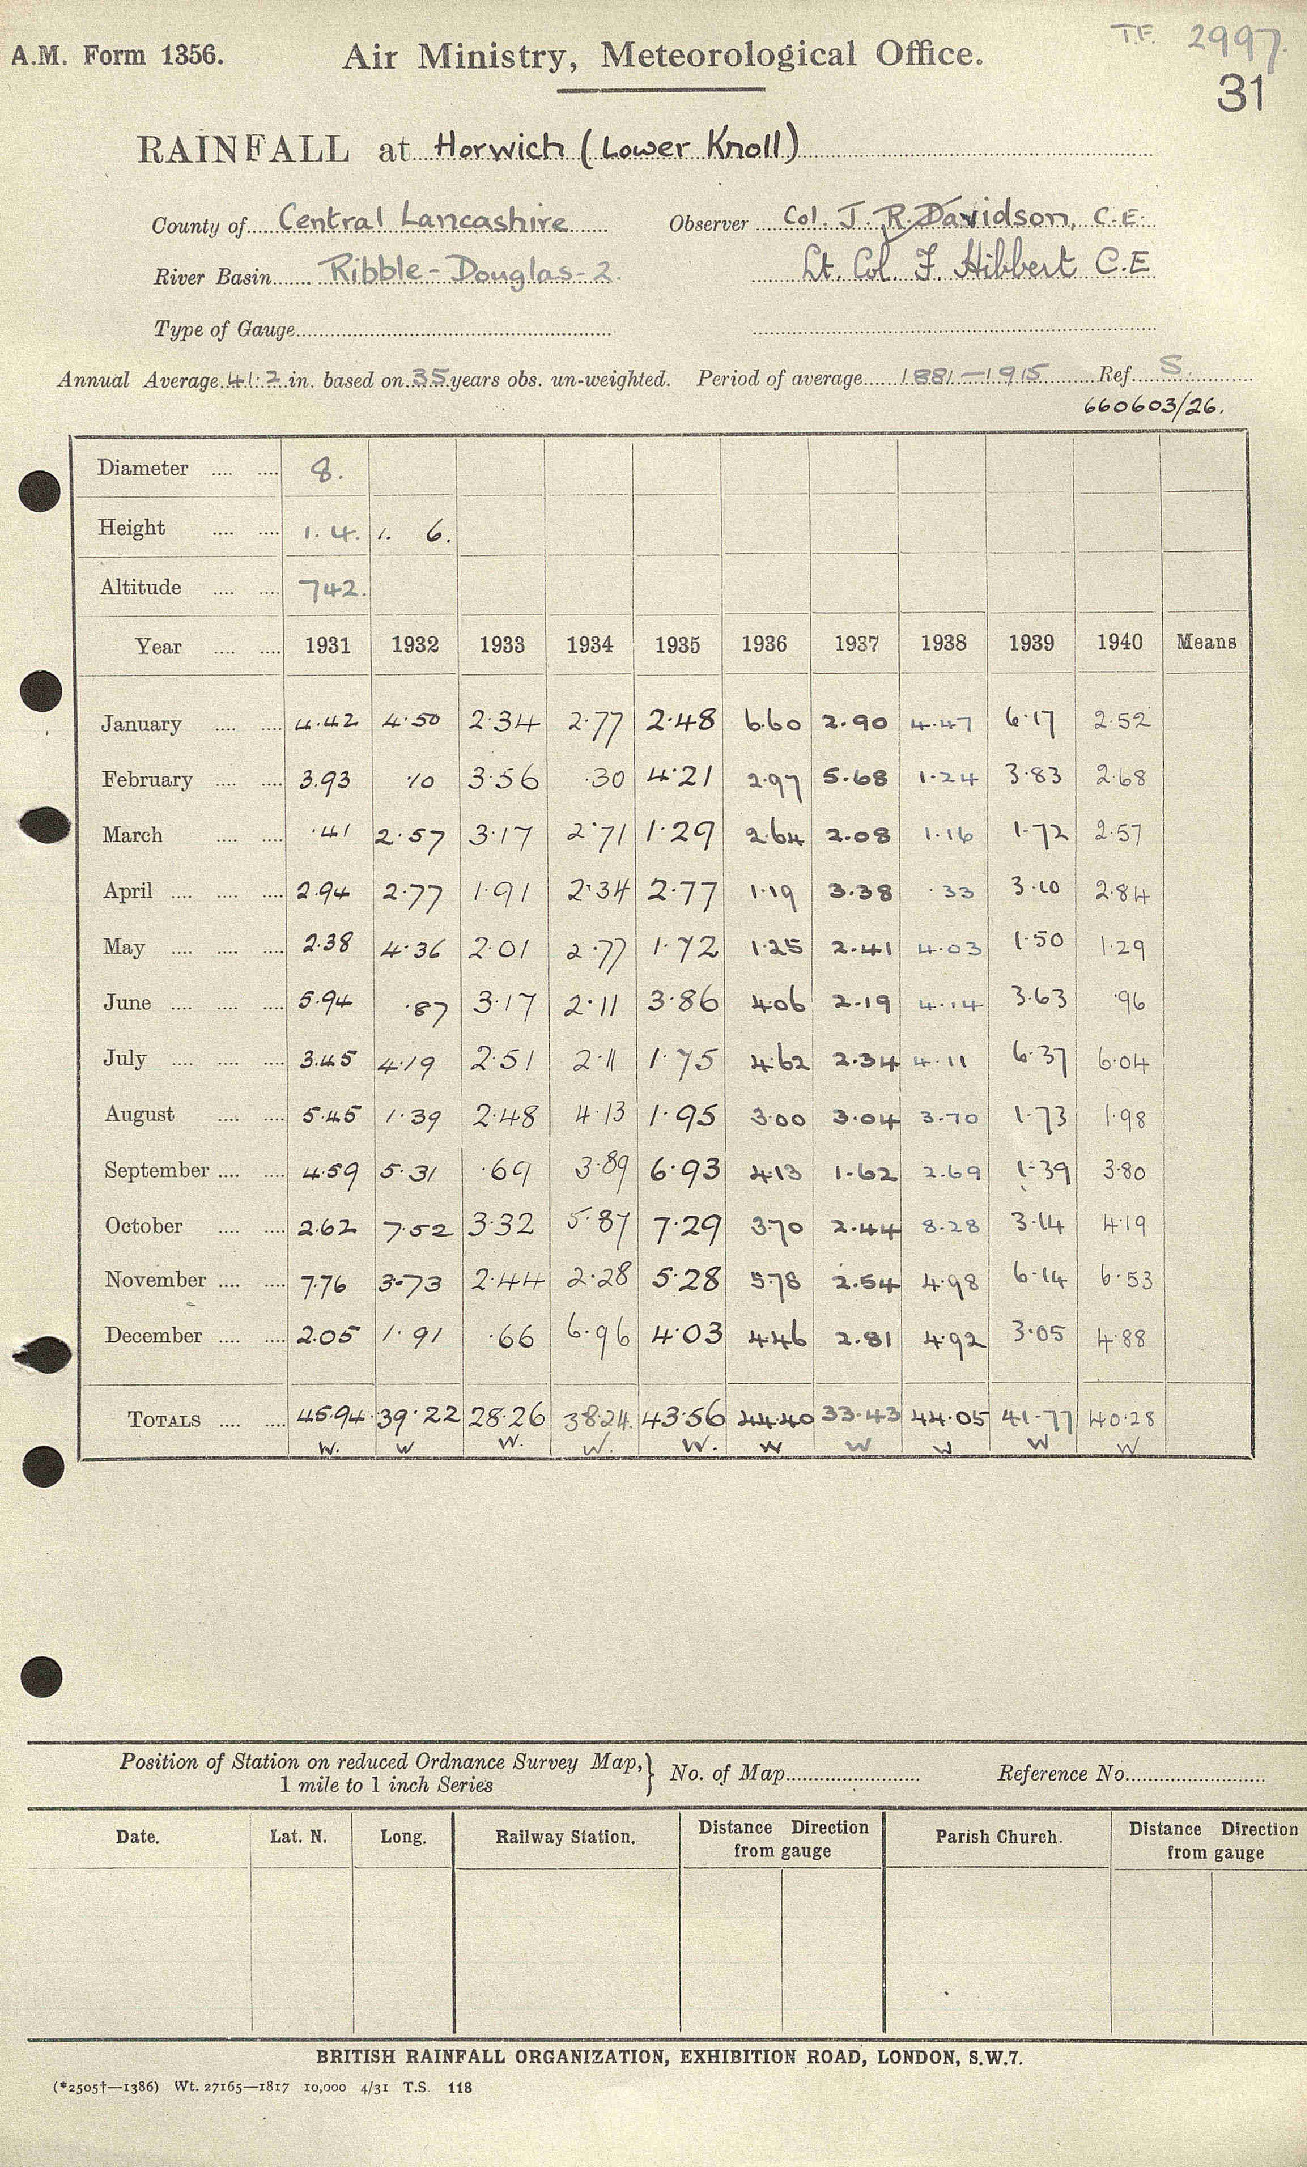 A.M. Form 1356.
Air Ministry, Meteorological Office.
T.F. 2997.
31
RAINFALL at Horwich (Lower Knoll)
County of Central Lancashire Observer Col. J. R. Davidson, C.E.
River Basin Ribble-Douglas-2. Lt. Col F. Hibbert C.E
Type of Gauge
Annual Average 41.2 in. based on 35 years obs. un-weighted. Period of average 1881-1915 Ref. S.
660603/26.
Diameter 8.
Height 1. 4. 1. 6.
Altitude 742.
Year 1931 1932 1933 1934 1935 1936 1937 1938 1939 1940 Means
January 4.42 4.50 2.34 2.77 2.48 6.60 2.90 4.47 6.17 2.52
February 3.93 .10 3.56 .30 4.21 2.97 5.68 1.24 3.83 2.68
March .41 2.57 3.17 2.71 1.29 2.64 2.08 1.16 1.72 2.57
April 2.94 2.77 1.91 2.34 2.77 1.19 3.38 .33 3.10 2.84
May 2.38 4.36 2.01 2.77 1.72 1.25 2.41 4.03 1.50 1.29
June 5.94 .87 3.17 2.11 3.86 4.06 2.19 4.14 3.63 .96
July 3.45 4.19 2.51 2.11 1.75 4.62 2.34 4.11 6.37 6.04
August 5.45 1.39 2.48 4.13 1.95 3.00 3.04 3.70 1.73 1.98
September 4.59 5.31 .69 3.89 6.93 4.13 1.62 2.69 1.39 3.80
October 2.62 7.52 3.32 5.87 7.29 3.70 2.44 8.28 3.14 4.19
November 7.76 3.73 2.44 2.28 5.28 5.78 2.54 4.98 6.14 6.53
December 2.05 1.91 .66 6.96 4.03 4.46 2.81 4.92 3.05 4.88
TOTALS 45.94 39.22 28.26 38.24 43.56 44.40 33.43 44.05 41.77 40.28
W. W W. W. W. W W W W W
Position of Station on reduced Ordnance Survey Map, } No. of Map Reference No.
1 mile to 1 inch Series
Date. Lat. N. Long. Railway Station. Distance Direction from gauge Parish Church. Distance Direction from gauge
BRITISH RAINFALL ORGANIZATION, EXHIBITION ROAD, LONDON, S.W.7.
(*2505†—1386) Wt. 27165—1817 10,000 4/31 T.S. 118